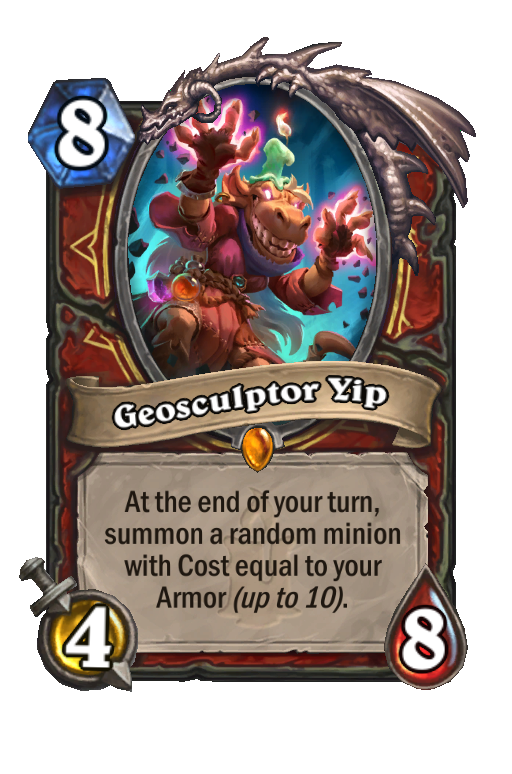 8
Geosculptor Yip
At the end of your turn,
summon a random minion
with Cost equal to your
Armor (up to 10).
4
8